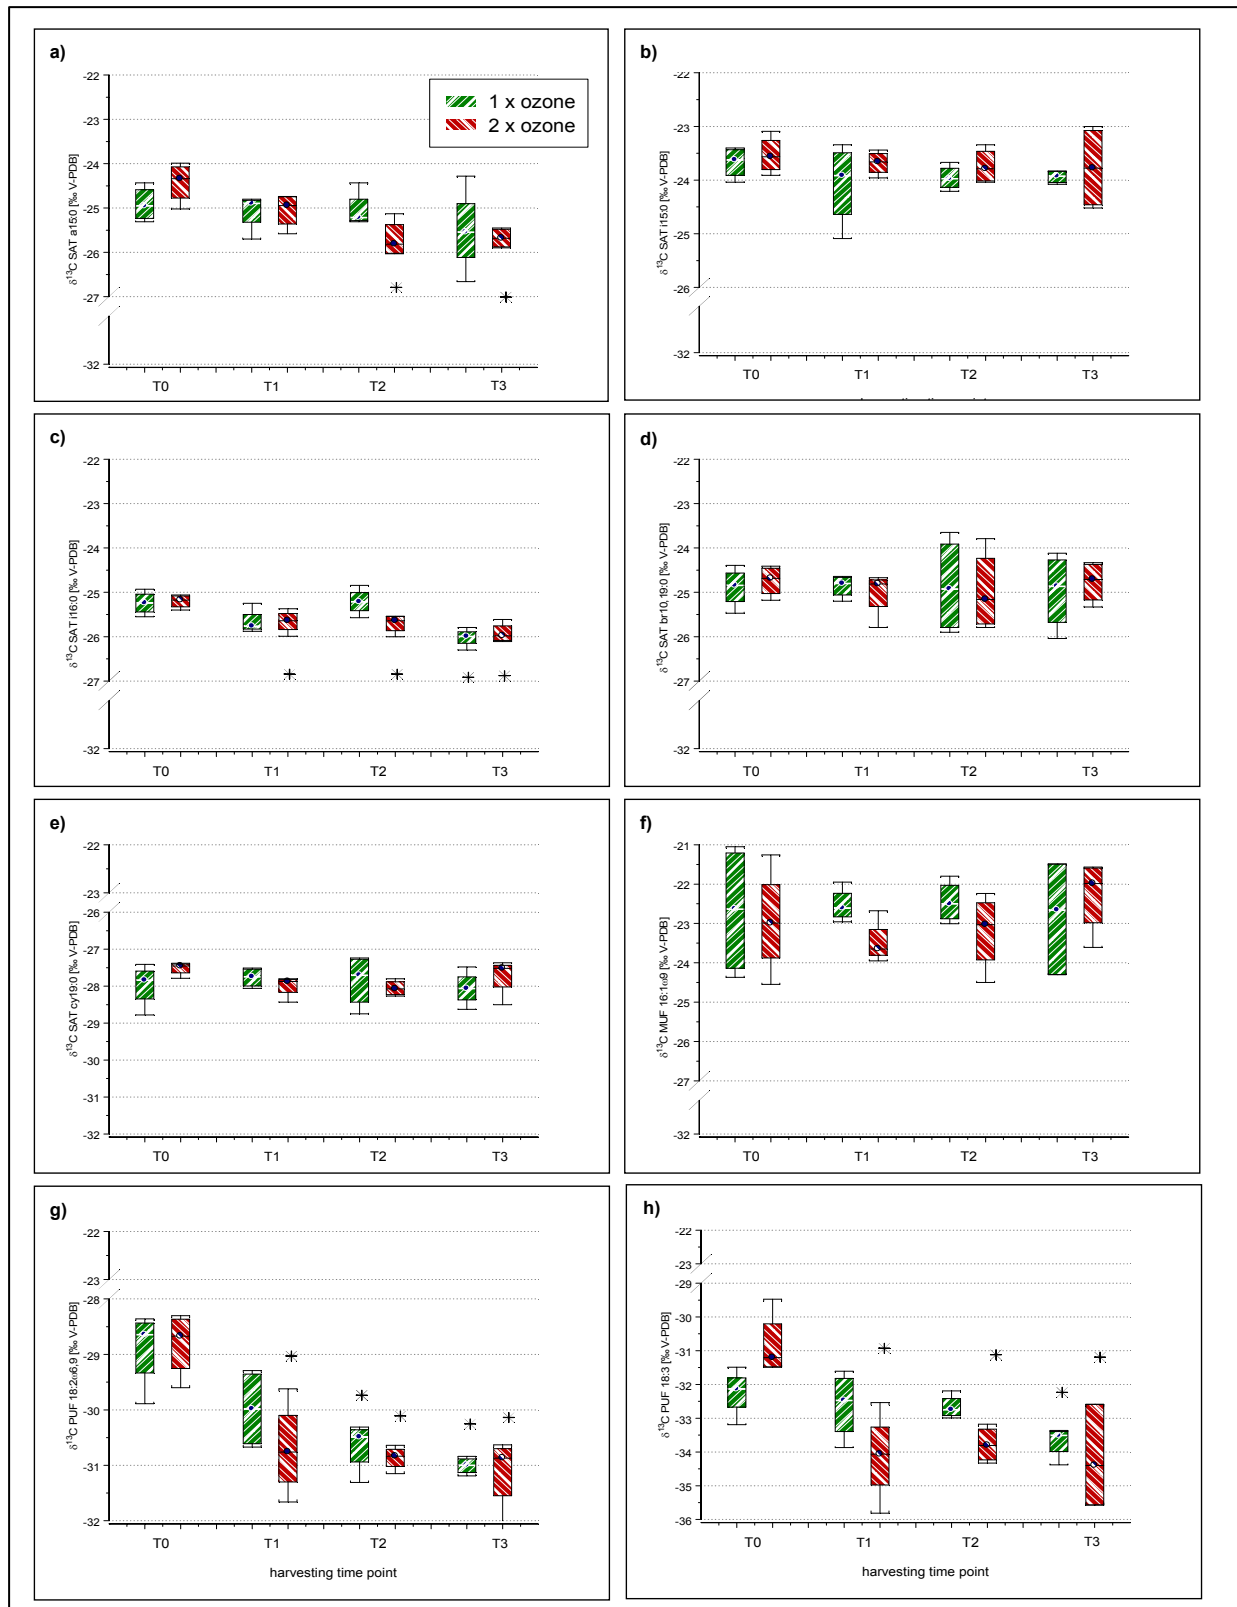 a)
δ13C SAT a15:0 [‰ V-PDB]
-22
-23
-24
-25
-26
-27
-32
1 x ozone
2 x ozone
T0 T1 T2 T3
b)
δ13C SAT i15:0 [‰ V-PDB]
-22
-23
-24
-25
-26
-32
T0 T1 T2 T3
c)
δ13C SAT i16:0 [‰ V-PDB]
-22
-23
-24
-25
-26
-27
-32
T0 T1 T2 T3
d)
δ13C SAT br10,19:0 [‰ V-PDB]
-22
-23
-24
-25
-26
-27
-32
T0 T1 T2 T3
e)
δ13C SAT cy19:0 [‰ V-PDB]
-22
-23
-26
-27
-28
-29
-30
-31
-32
T0 T1 T2 T3
f)
δ13C MUF 16:1ω9 [‰ V-PDB]
-21
-22
-23
-24
-25
-26
-27
-32
T0 T1 T2 T3
g)
δ13C PUF 18:2ω6,9 [‰ V-PDB]
-22
-23
-28
-29
-30
-31
-32
T0 T1 T2 T3
harvesting time point
h)
δ13C PUF 18:3 [‰ V-PDB]
-22
-23
-29
-30
-31
-32
-33
-34
-35
-36
T0 T1 T2 T3
harvesting time point